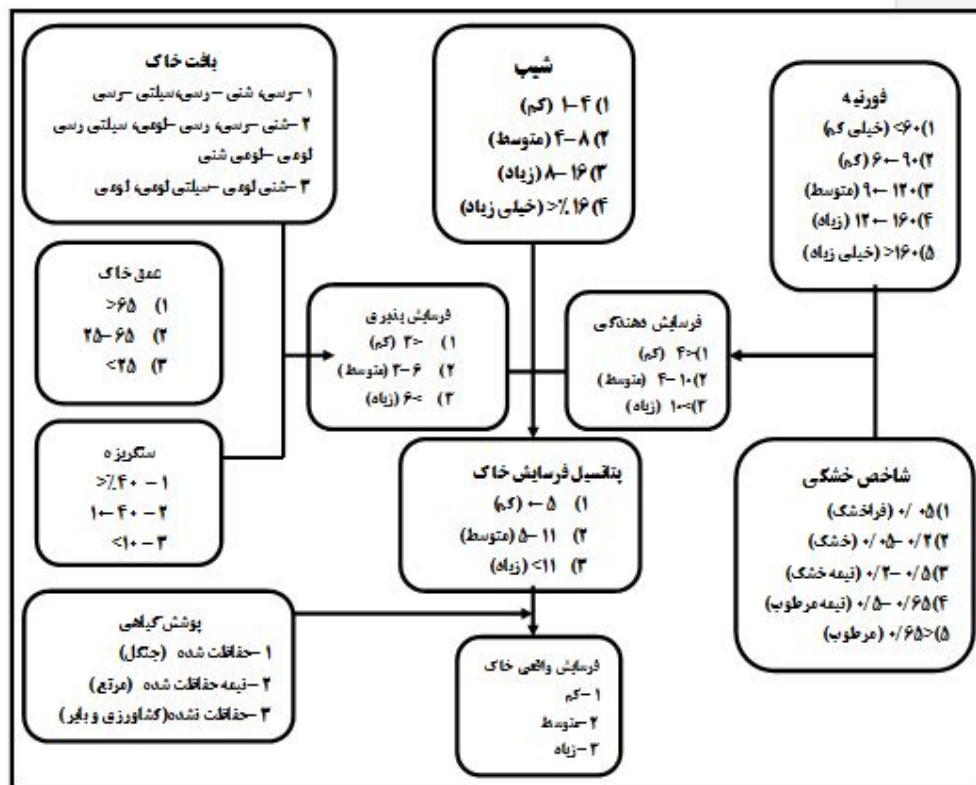 بافت خاک
۱-رسی، شنی -رسی،سیلتی-رسی
۲-شنی -رسی، رسی -لومی، سیلتی رسی
لومی -لومی شنی
۳-شنی لومی -سیلتی لومی، لومی
شیب
۱) ۴-۱ (کم)
۲) ۸-۴ (متوسط)
۳) ۱۶-۸ (زیاد)
۴) ۱۶٪< (خیلی زیاد)
فورنیه
۱) ۶۰> (خیلی کم)
۲) ۹۰-۶۰ (کم)
۳) ۱۲۰-۹۰ (متوسط)
۴) ۱۶۰-۱۲۰ (زیاد)
۵) ۱۶۰< (خیلی زیاد)
عمق خاک
۱) ۶۵<
۲) ۶۵-۲۵
۳) ۲۵>
فرسایش پذیری
۱) ۳> (کم)
۲) ۶-۳ (متوسط)
۳) ۶< (زیاد)
فرسایش دهندگی
۱) ۴> (کم)
۲) ۱۰-۴ (متوسط)
۳) ۱۰< (زیاد)
سنگریزه
۱- ۴۰٪<
۲- ۴۰-۱۰
۳- ۱۰>
پتانسیل فرسایش خاک
۱) ۵-۰ (کم)
۲) ۱۱-۵ (متوسط)
۳) ۱۱< (زیاد)
شاخص خشکی
۱) ۰/۰۵ (فراخشک)
۲) ۰/۲-۰/۰۵ (خشک)
۳) ۰/۵-۰/۲ (نیمه خشک)
۴) ۰/۶۵-۰/۵ (نیمه مرطوب)
۵) ۰/۶۵< (مرطوب)
پوشش گیاهی
۱-حفاظت شده (جنگل)
۲-نیمه حفاظت شده (مرتع)
۳-حفاظت نشده(کشاورزی و بایر)
فرسایش واقعی خاک
۱-کم
۲-متوسط
۳-زیاد